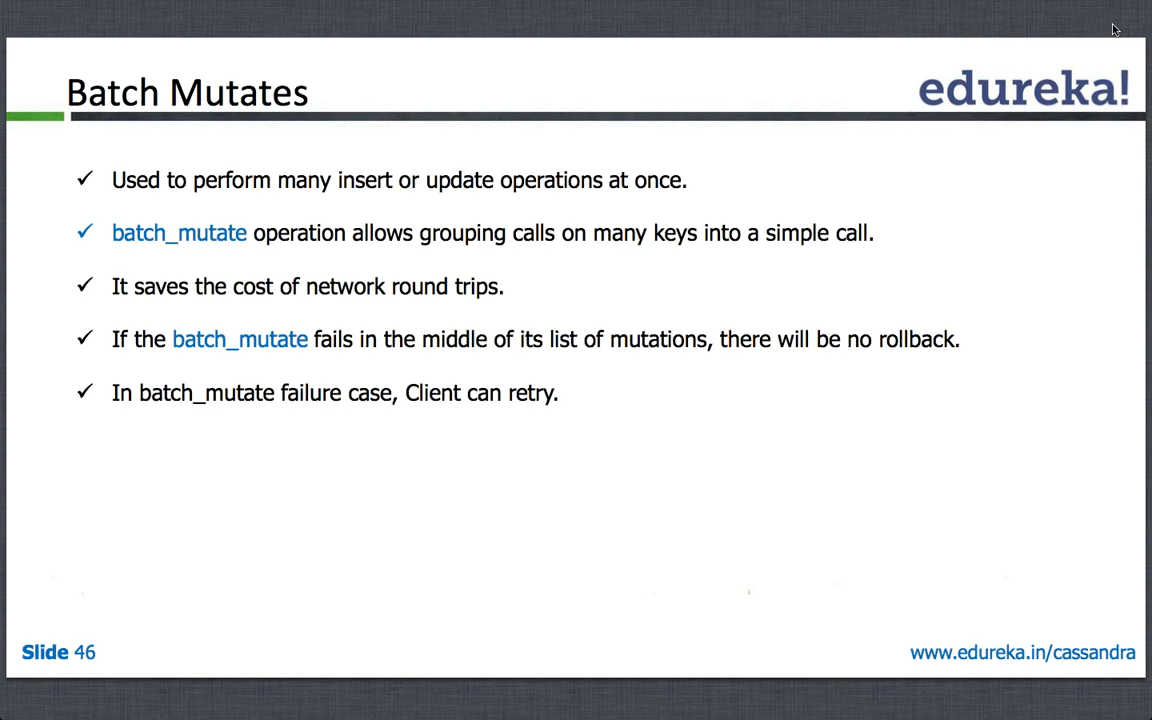 Batch Mutates
edureka!
✓ Used to perform many insert or update operations at once.
✓ batch_mutate operation allows grouping calls on many keys into a simple call.
✓ It saves the cost of network round trips.
✓ If the batch_mutate fails in the middle of its list of mutations, there will be no rollback.
✓ In batch_mutate failure case, Client can retry.
Slide 46
www.edureka.in/cassandra